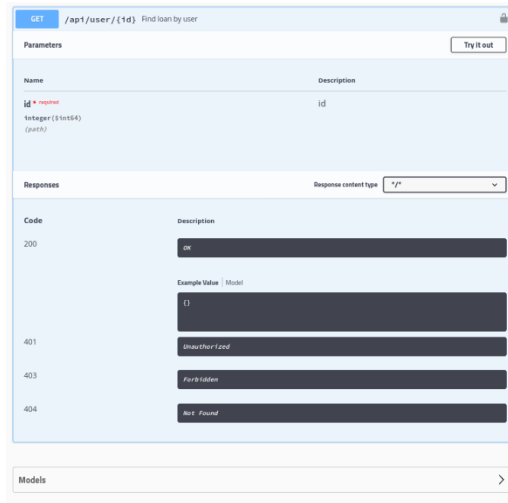 GET /api/user/{id} Find loan by user
Parameters
Try it out
Name Description
id * required id
integer($int64)
(path)
Responses Response content type */*
Code Description
200 OK
Example Value | Model
{}
401 Unauthorized
403 Forbidden
404 Not Found
Models